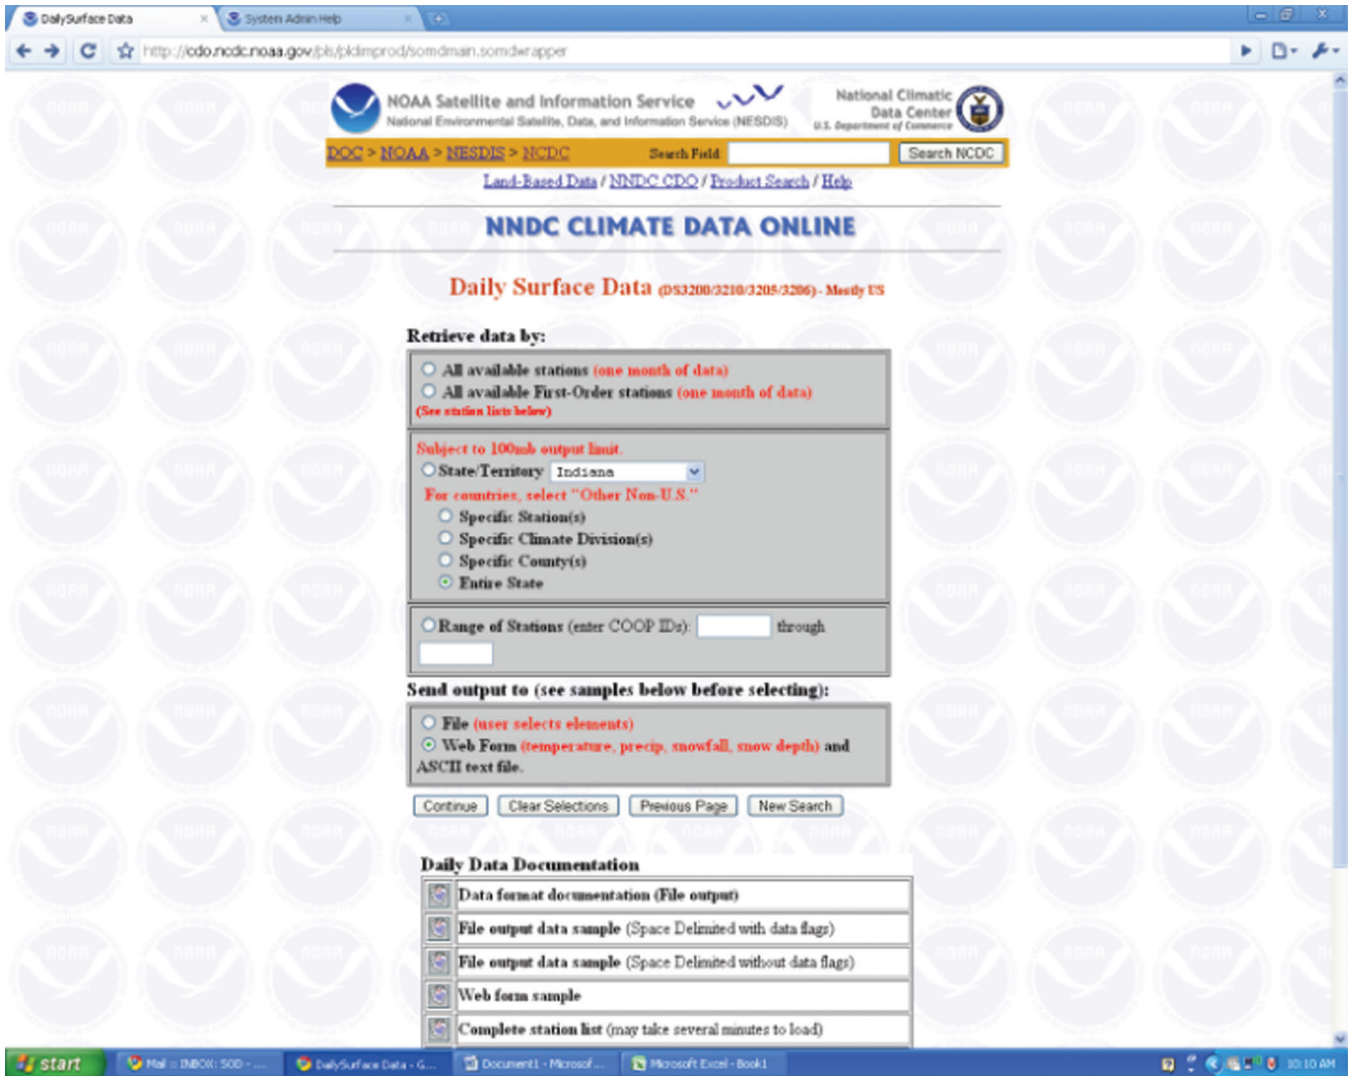 DailySurface Data
System Admin Help
http://cdo.ncdc.noaa.gov/pls/plclimprod/somdmain.somdwrapper
NOAA Satellite and Information Service
National Environmental Satellite, Data, and Information Service (NESDIS)
National Climatic
Data Center
U.S. Department of Commerce
DOC > NOAA > NESDIS > NCDC Search Field Search NCDC
Land-Based Data / NNDC CDO / Product Search / Help
NNDC CLIMATE DATA ONLINE
Daily Surface Data (DS3200/3210/3205/3206) - Mostly US
Retrieve data by:
All available stations (one month of data)
All available First-Order stations (one month of data)
(See station lists below)
Subject to 100mb output limit.
State/Territory Indiana
For countries, select "Other Non-U.S."
Specific Station(s)
Specific Climate Division(s)
Specific County(s)
Entire State
Range of Stations (enter COOP IDs): through
Send output to (see samples below before selecting):
File (user selects elements)
Web Form (temperature, precip, snowfall, snow depth) and
ASCII text file.
Continue Clear Selections Previous Page New Search
Daily Data Documentation
Data format documentation (File output)
File output data sample (Space Delimited with data flags)
File output data sample (Space Delimited without data flags)
Web form sample
Complete station list (may take several minutes to load)
start Mail :: INBOX: SOD - ... DailySurface Data - G... Document1 - Microsof... Microsoft Excel - Book1 10:10 AM